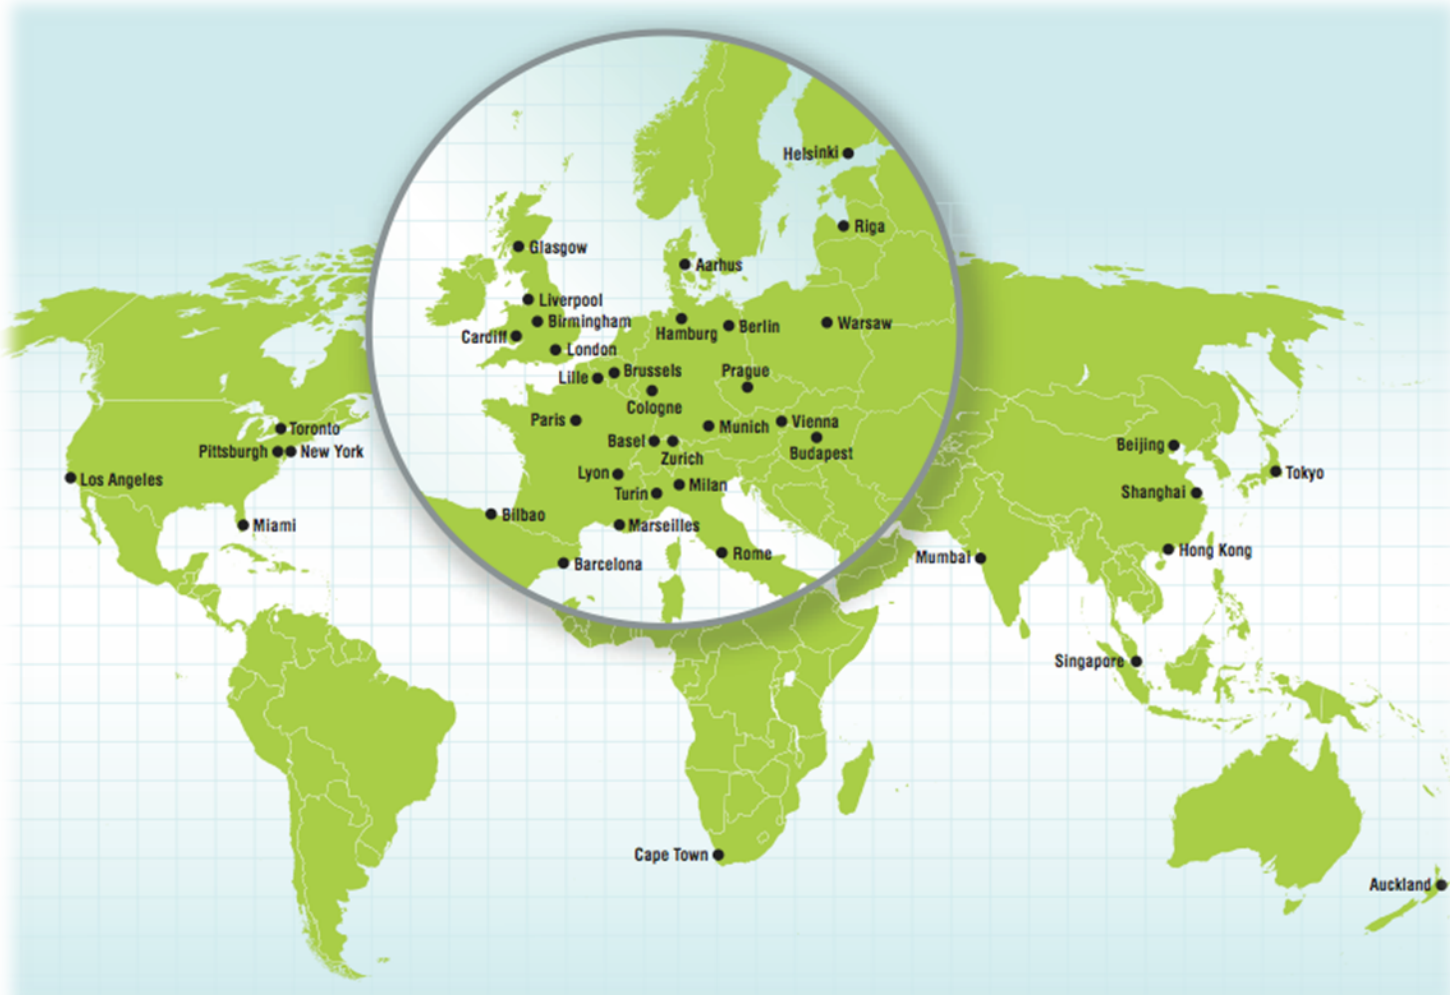 Helsinki
Riga
Glasgow
Aarhus
Liverpool
Birmingham
Cardiff
London
Hamburg
Berlin
Warsaw
Lille
Brussels
Prague
Cologne
Paris
Munich
Vienna
Basel
Zurich
Budapest
Lyon
Turin
Milan
Bilbao
Marseilles
Barcelona
Rome
Toronto
Pittsburgh
New York
Los Angeles
Miami
Beijing
Tokyo
Shanghai
Hong Kong
Mumbai
Singapore
Cape Town
Auckland